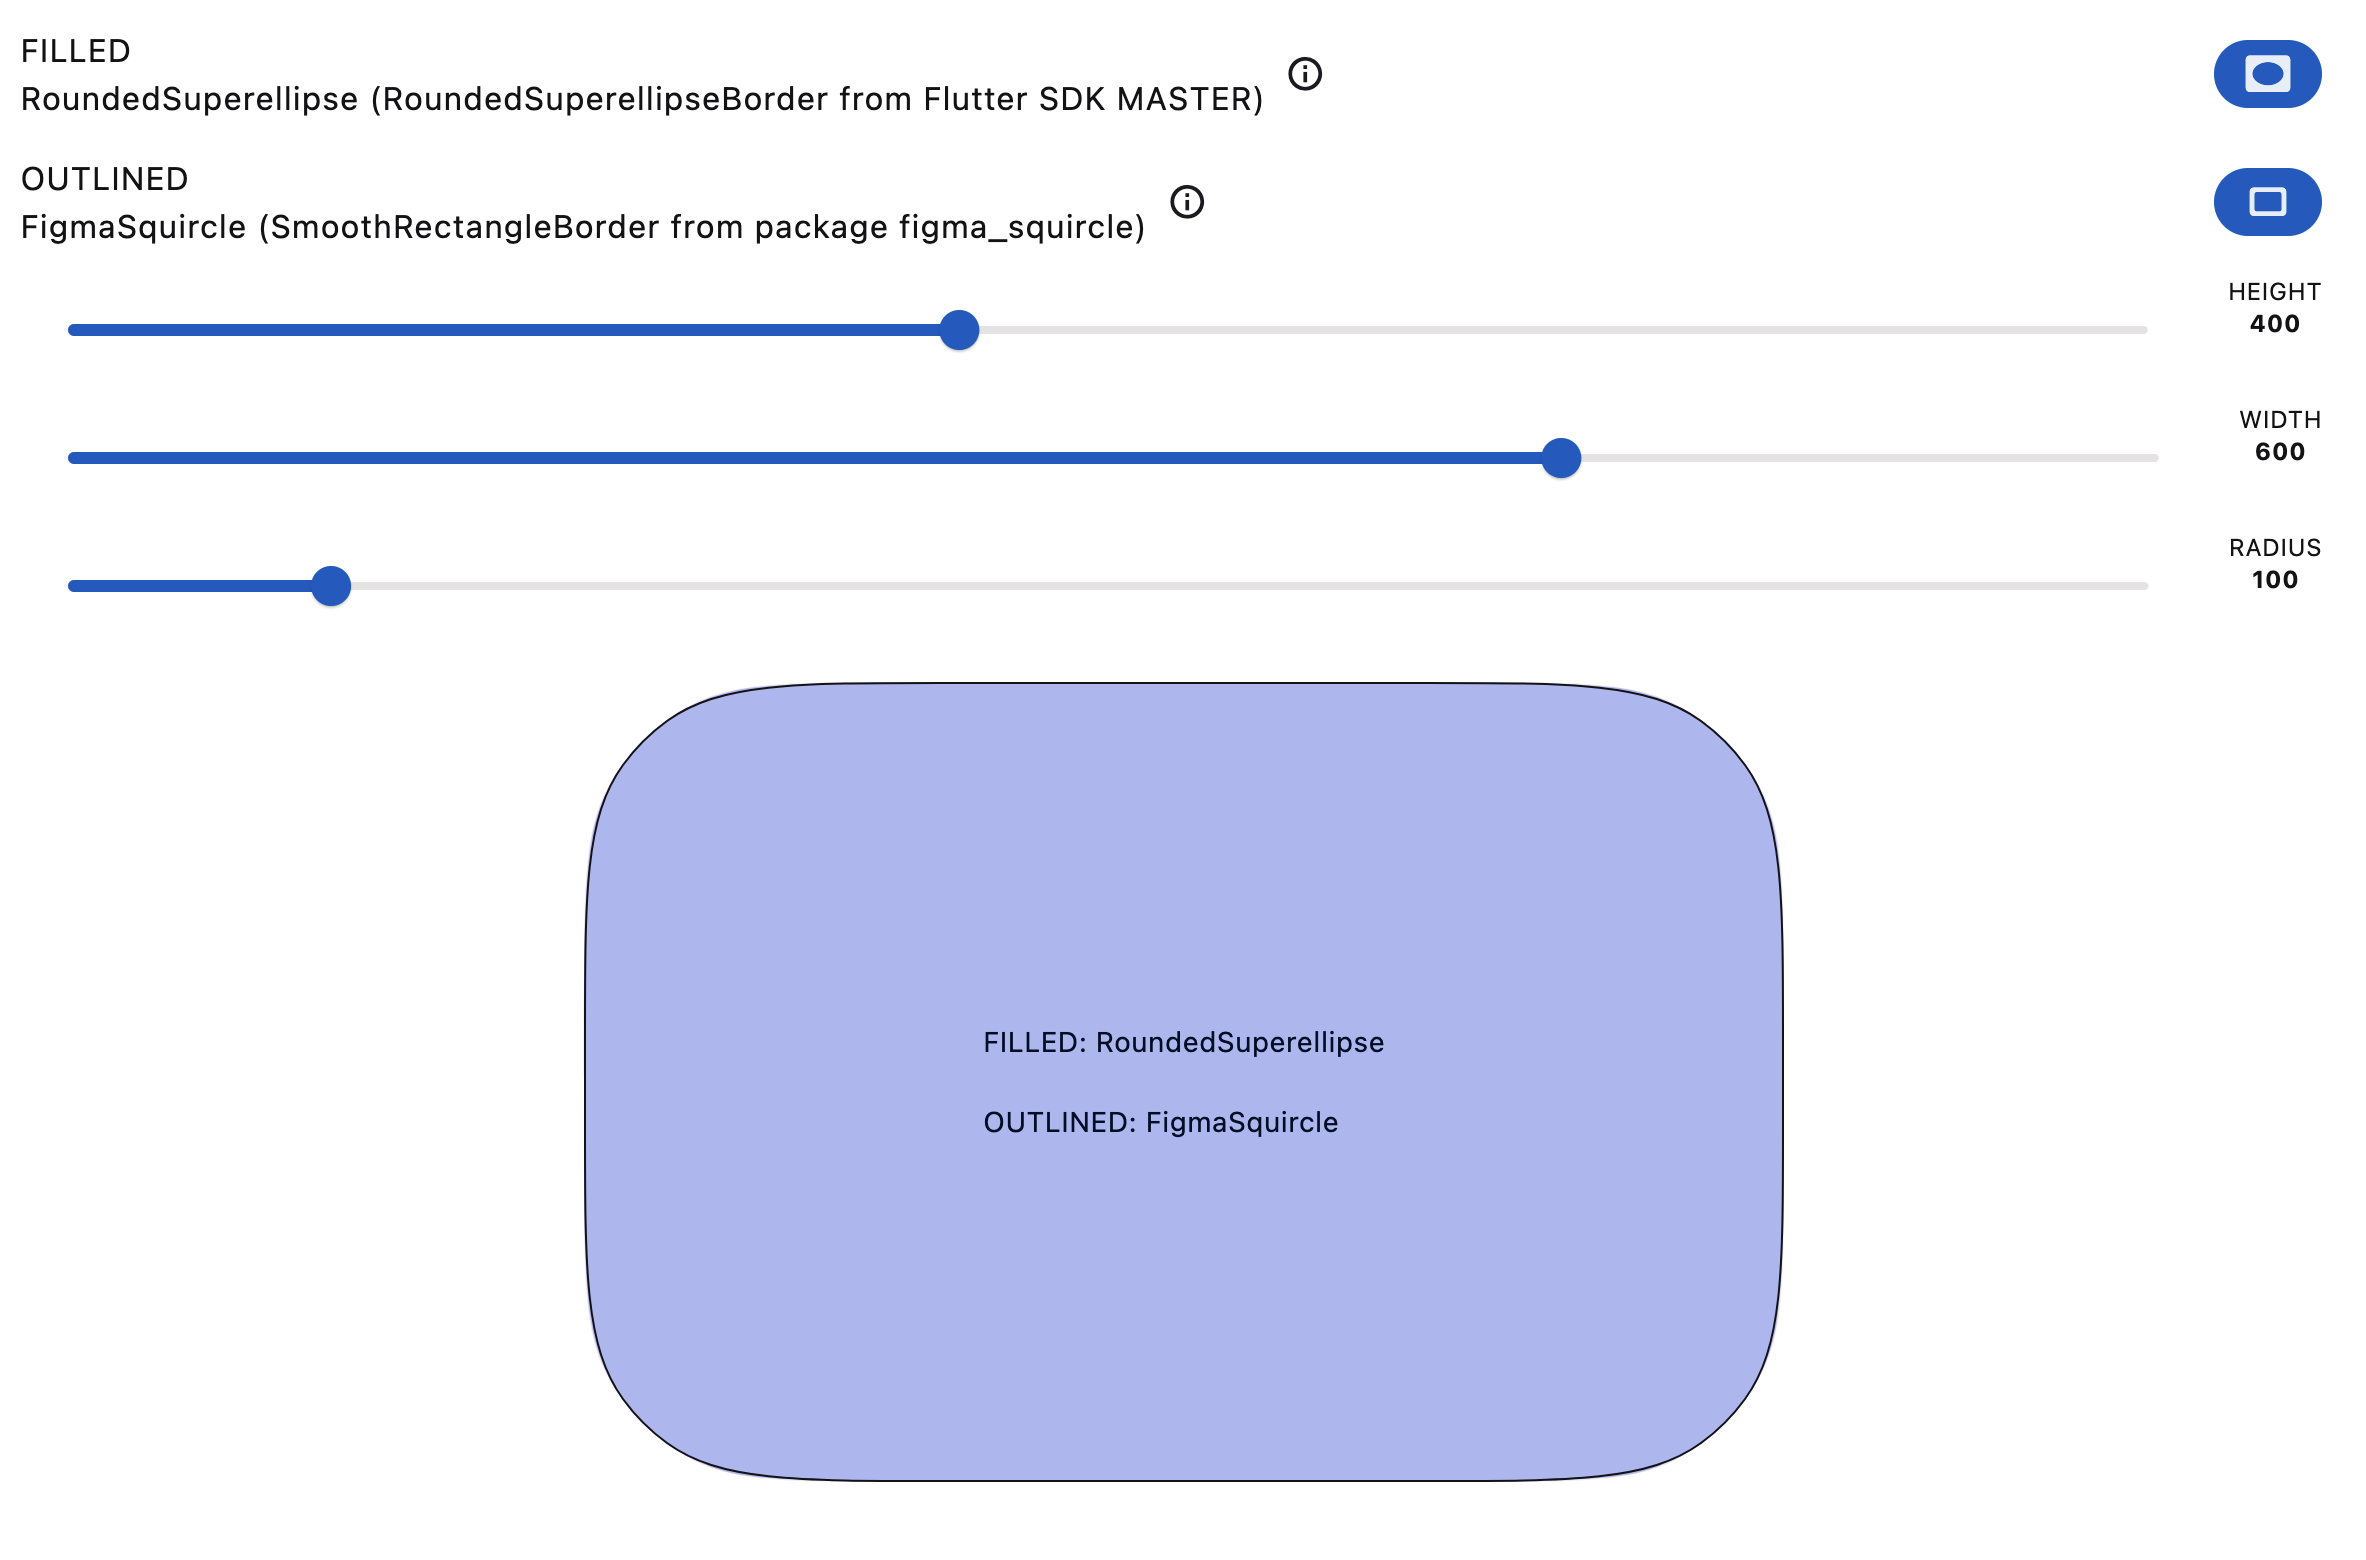 FILLED
RoundedSuperellipse (RoundedSuperellipseBorder from Flutter SDK MASTER)
OUTLINED
FigmaSquircle (SmoothRectangleBorder from package figma_squircle)
HEIGHT
400
WIDTH
600
RADIUS
100
FILLED: RoundedSuperellipse
OUTLINED: FigmaSquircle